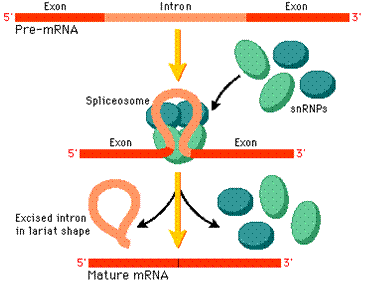 Exon Intron Exon
5' 3'
Pre-mRNA
snRNPs
Spliceosome
Exon Exon
5' 3'
Excised intron
in lariat shape
5' 3'
Mature mRNA